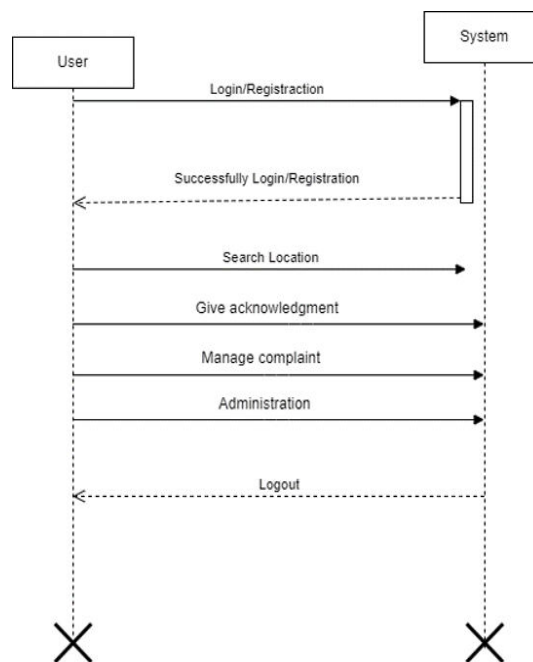 System
User
Login/Registraction
Successfully Login/Registration
Search Location
Give acknowledgment
Manage complaint
Administration
Logout